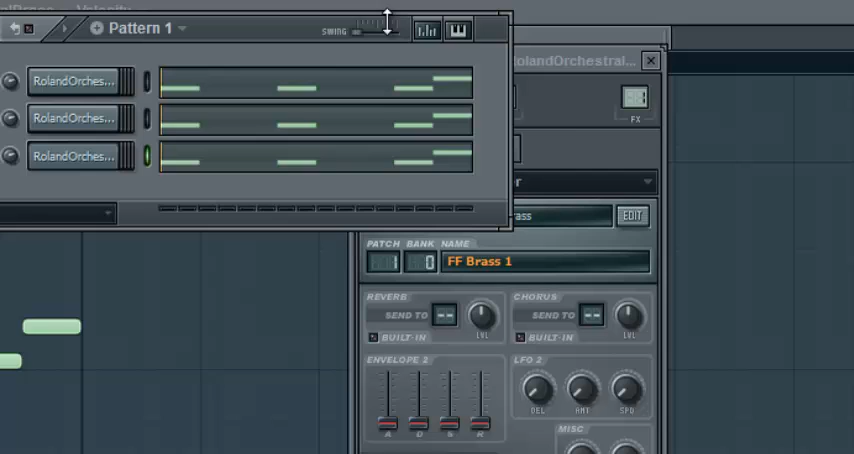 Pattern 1
SWING
RolandOrches...
RolandOrches...
RolandOrches...
RolandOrchestral...
FX
EDIT
PATCH BANK NAME
1 0 FF Brass 1
REVERB CHORUS
SEND TO -- SEND TO --
LVL LVL
BUILT-IN BUILT-IN
ENVELOPE 2 LFO 2
DEL AMT SPD
A D S R
MISC